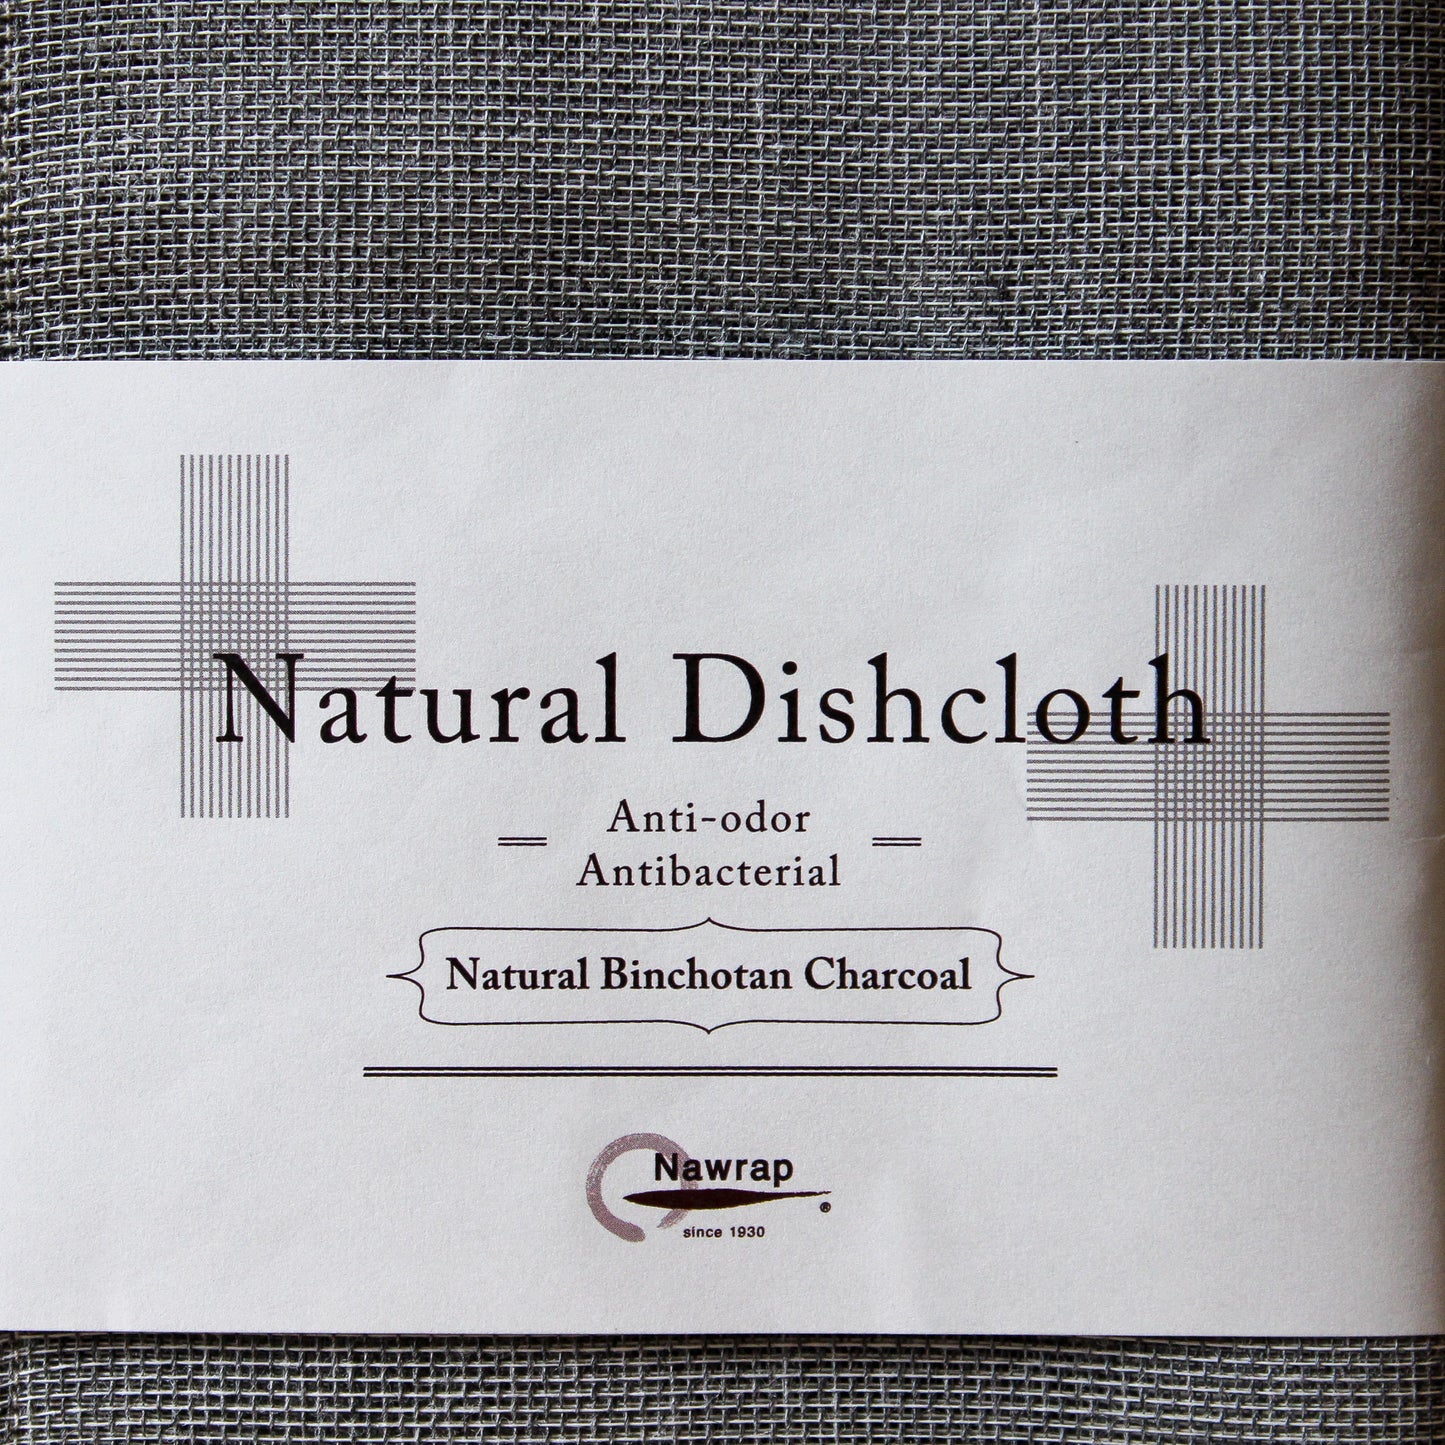 Natural Dishcloth
Anti-odor
Antibacterial
Natural Binchotan Charcoal
Nawrap
®
since 1930